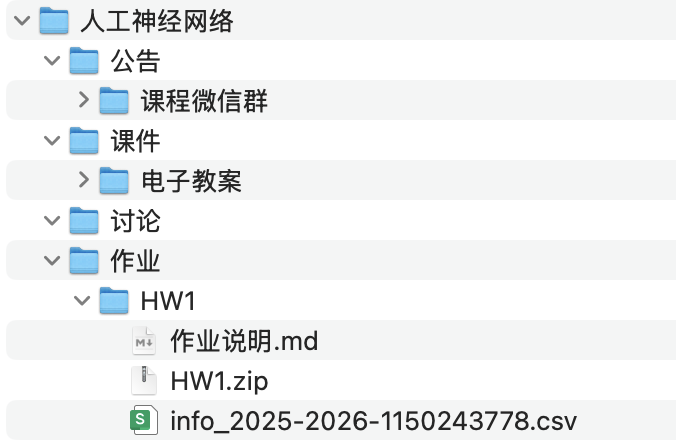 人工神经网络
公告
课程微信群
课件
电子教案
讨论
作业
HW1
M↓
作业说明.md
HW1.zip
S
info_2025-2026-1150243778.csv